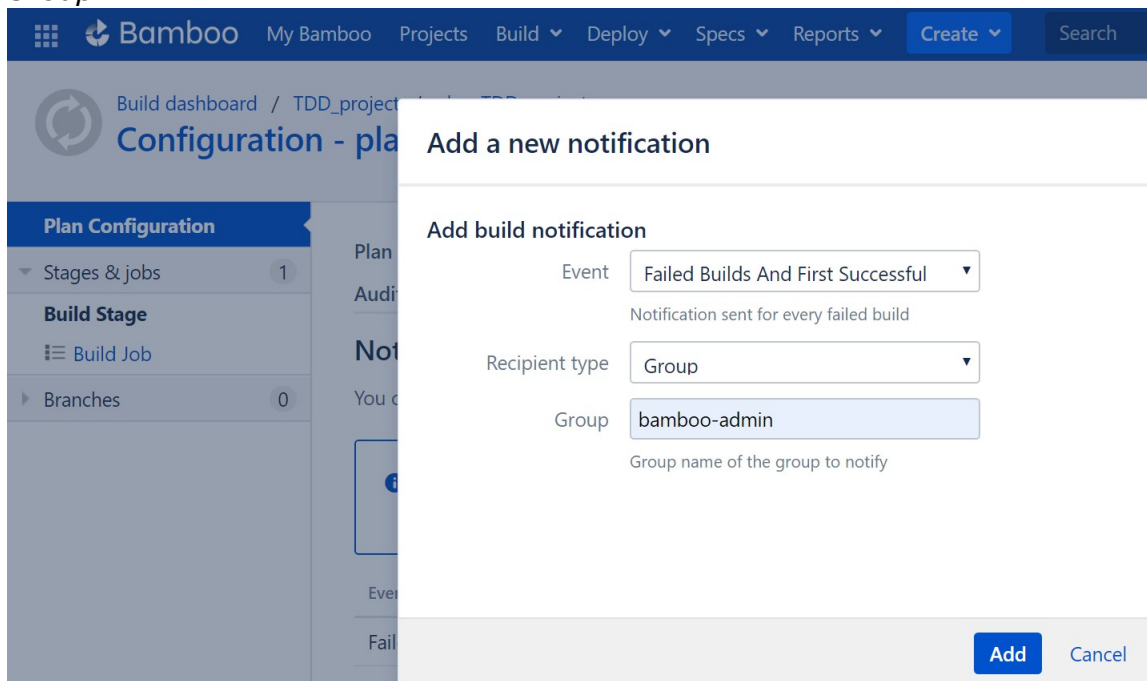 Bamboo My Bamboo Projects Build Deploy Specs Reports Create Search
Build dashboard / TDD_project
Configuration - pla
Add a new notification
Plan Configuration
Stages & jobs 1
Build Stage
Build Job
Branches 0
Plan
Audi
Not
You
Add build notification
Event Failed Builds And First Successful
Notification sent for every failed build
Recipient type Group
Group bamboo-admin
Group name of the group to notify
Eve
Fail
Add Cancel